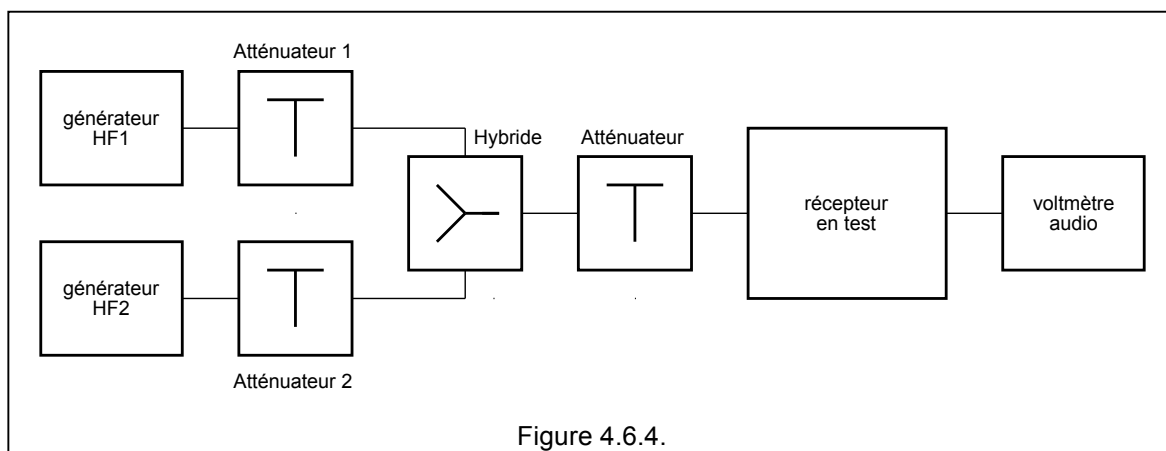 Atténuateur 1
générateur
HF1
Hybride
Atténuateur
récepteur
en test
voltmètre
audio
générateur
HF2
Atténuateur 2
Figure 4.6.4.